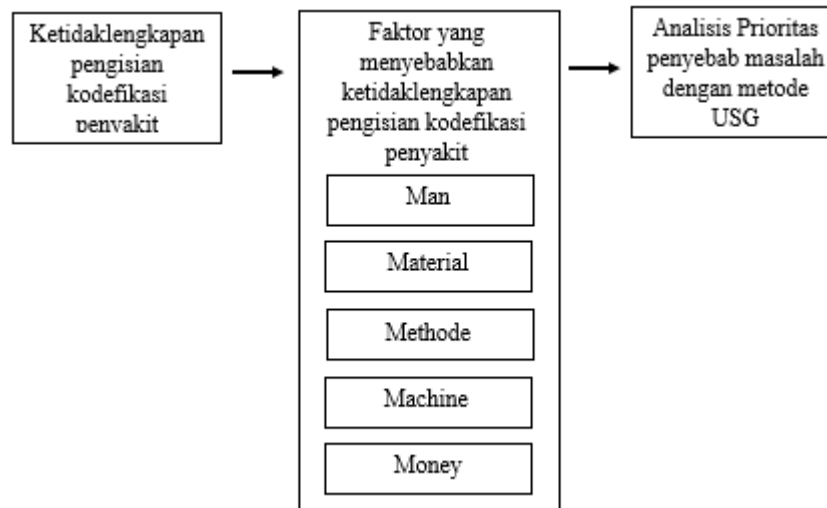 Ketidaklengkapan
pengisian
kodefikasi
penyakit
Faktor yang
menyebabkan
ketidaklengkapan
pengisian kodefikasi
penyakit
Man
Material
Methode
Machine
Money
Analisis Prioritas
penyebab masalah
dengan metode
USG